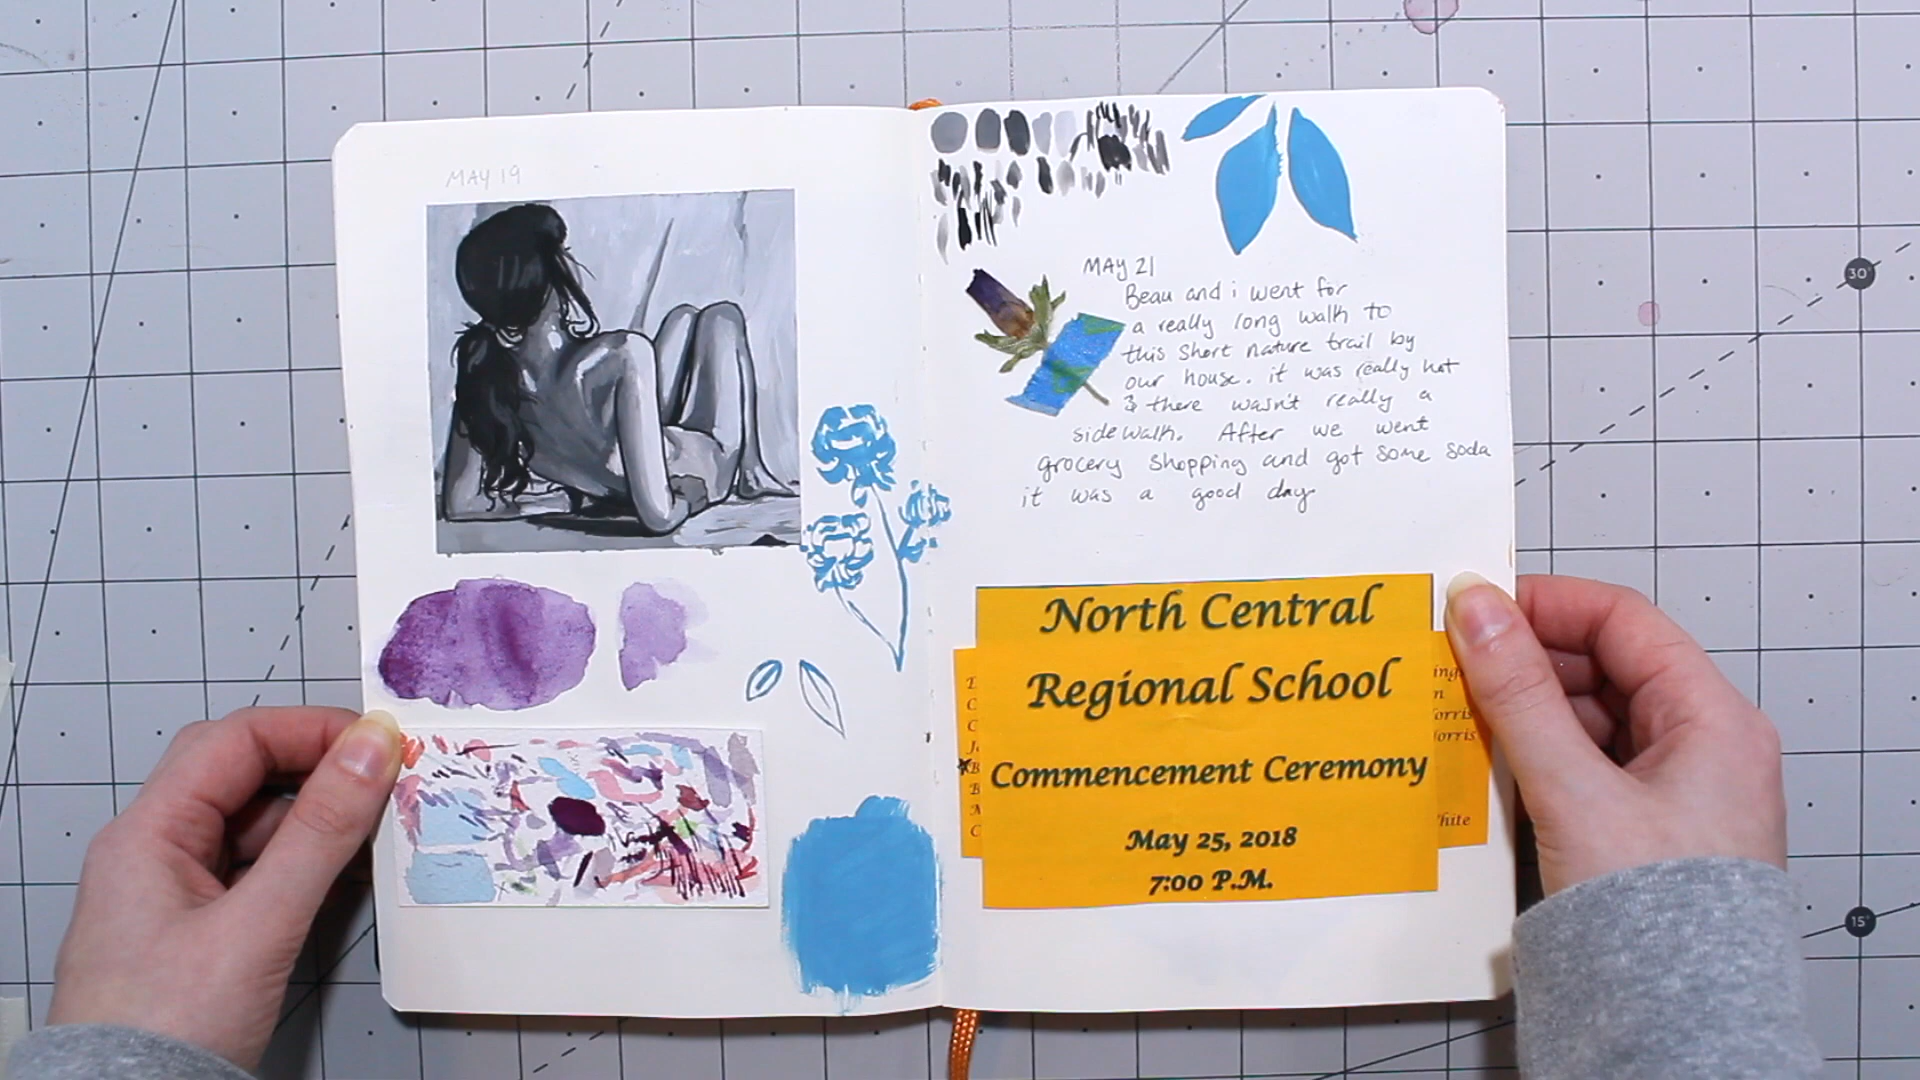 MAY 19
MAY 21
Beau and i went for
a really long walk to
this short nature trail by
our house. it was really hot
& there wasn't really a
sidewalk. After we went
grocery shopping and got some soda
it was a good day
North Central
Regional School
Commencement Ceremony
May 25, 2018
7:00 P.M.
30°
15°